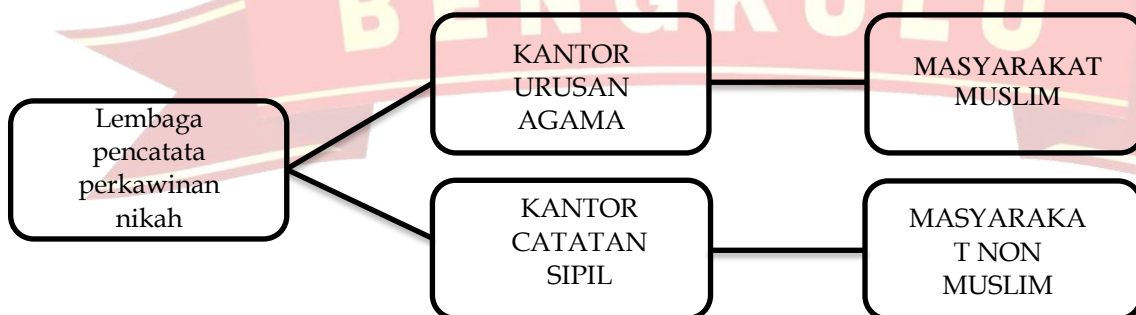 BENGKULU
KANTOR
URUSAN
AGAMA
MASYARAKAT
MUSLIM
Lembaga
pencatata
perkawinan
nikah
KANTOR
CATATAN
SIPIL
MASYARAKA
T NON
MUSLIM